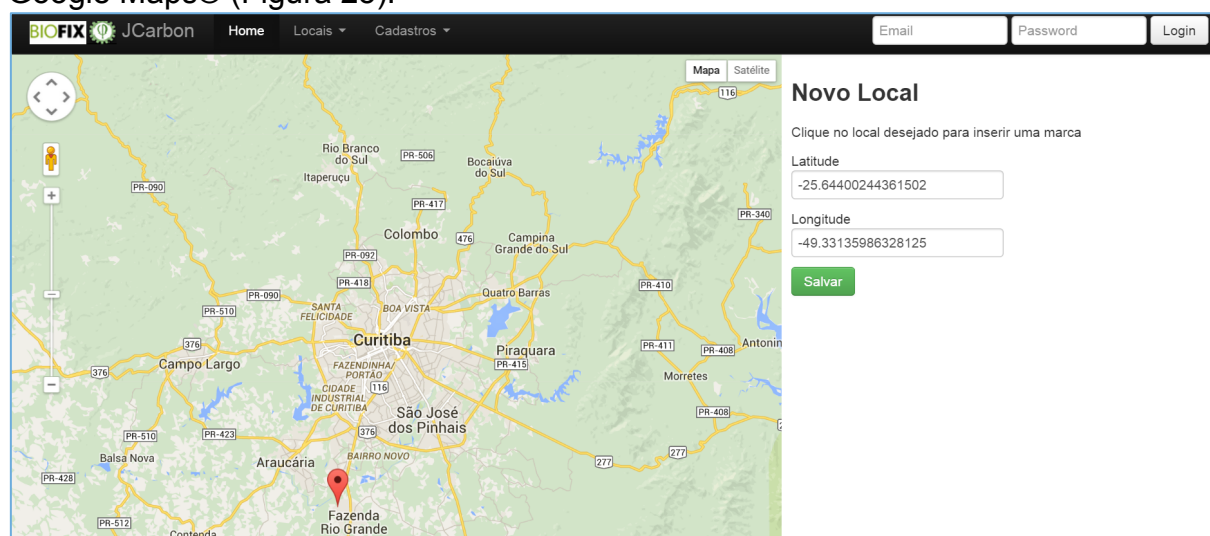 Google Maps® (Figura 23).
BIOFIX JCarbon Home Locais Cadastros Email Password Login
Mapa Satélite
Novo Local
Clique no local desejado para inserir uma marca
Latitude
-25.64400244361502
Longitude
-49.33135986328125
Salvar
116
Rio Branco
do Sul
PR-506
Bocaiúva
do Sul
Itaperuçu
PR-090
PR-417
PR-340
Colombo
476
Campina
Grande do Sul
PR-092
PR-418
PR-410
Quatro Barras
PR-090
PR-510
SANTA
FELICIDADE
BOA VISTA
Curitiba
376
Campo Largo
376
Piraquara
PR-415
PR-411
PR-408
Antonin
FAZENDINHA/
PORTÃO
Morretes
CIDADE
INDUSTRIAL
DE CURITIBA
116
São José
dos Pinhais
PR-408
PR-510
PR-423
376
277
277
Balsa Nova
Araucária
BAIRRO NOVO
PR-428
Fazenda
Rio Grande
PR-512
Contenda